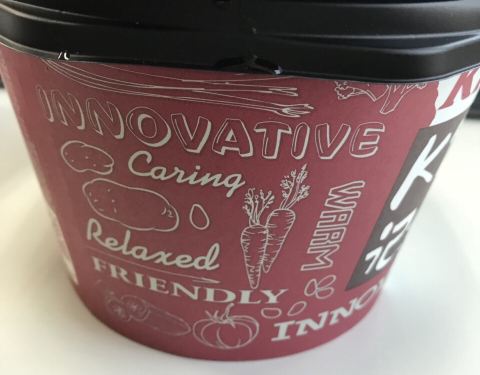 INNOVATIVE
Caring
WARM
Relaxed
FRIENDLY